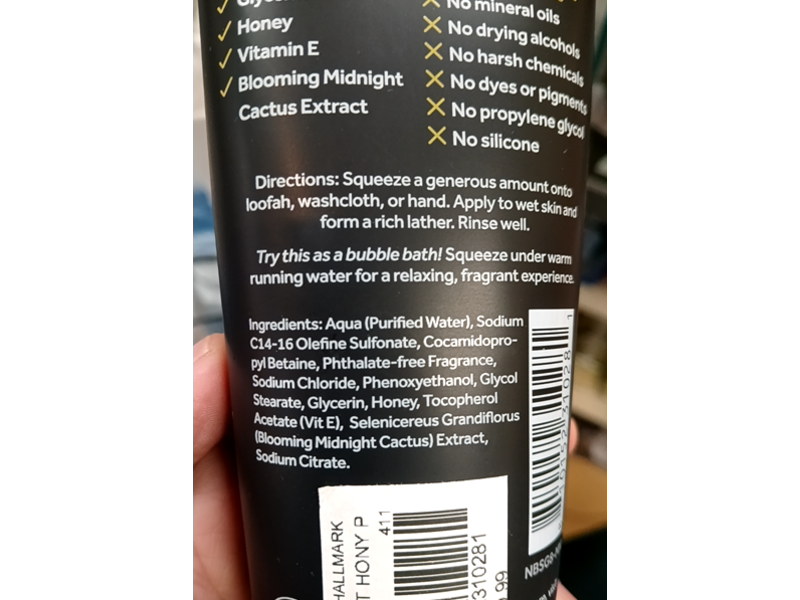 ✓ Honey
✓ Vitamin E
✓ Blooming Midnight
Cactus Extract
✕ No mineral oils
✕ No drying alcohols
✕ No harsh chemicals
✕ No dyes or pigments
✕ No propylene glycol
✕ No silicone
Directions: Squeeze a generous amount onto
loofah, washcloth, or hand. Apply to wet skin and
form a rich lather. Rinse well.
Try this as a bubble bath! Squeeze under warm
running water for a relaxing, fragrant experience.
Ingredients: Aqua (Purified Water), Sodium
C14-16 Olefine Sulfonate, Cocamidopro-
pyl Betaine, Phthalate-free Fragrance,
Sodium Chloride, Phenoxyethanol, Glycol
Stearate, Glycerin, Honey, Tocopherol
Acetate (Vit E), Selenicereus Grandiflorus
(Blooming Midnight Cactus) Extract,
Sodium Citrate.
HALLMARK
T HONY P
411
310281
.99